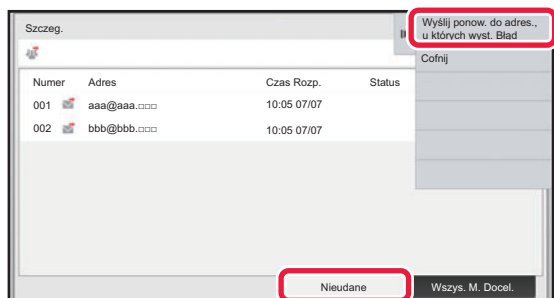 Szczeg.
Wyślij ponow. do adres.,
u których wyst. Błąd
Cofnij
Numer Adres Czas Rozp. Status
001 aaa@aaa.□□□ 10:05 07/07
002 bbb@bbb.□□□ 10:05 07/07
Nieudane Wszys. M. Docel.